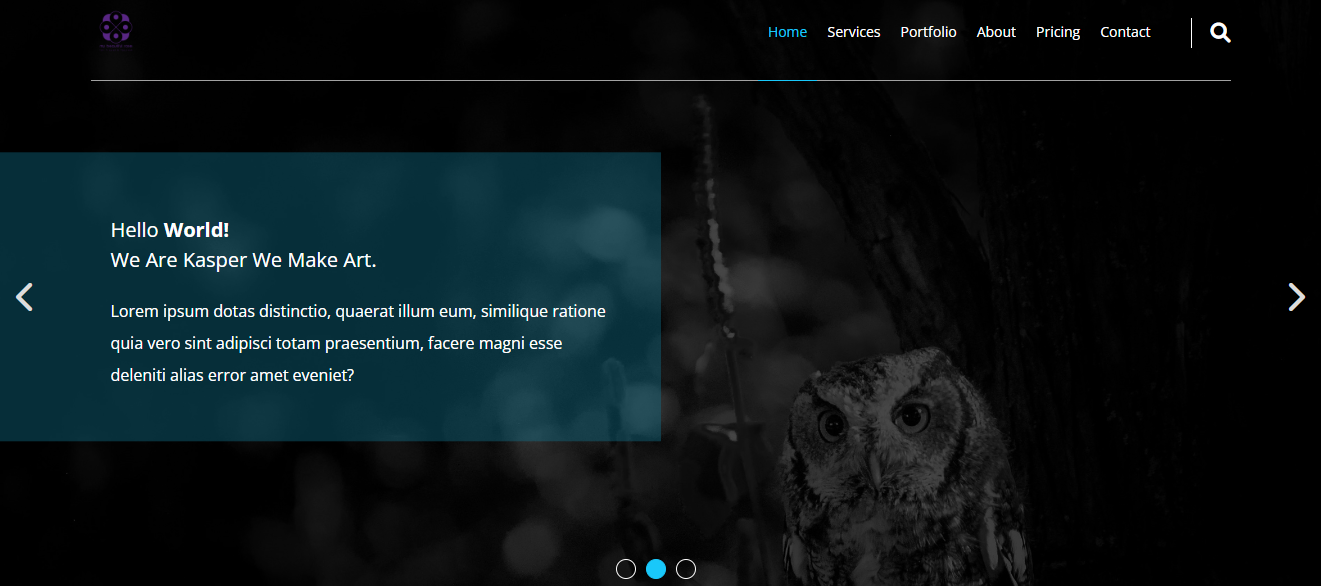 Home Services Portfolio About Pricing Contact
Hello World!
We Are Kasper We Make Art.
Lorem ipsum dotas distinctio, quaerat illum eum, similique ratione
quia vero sint adipisci totam praesentium, facere magni esse
deleniti alias error amet eveniet?